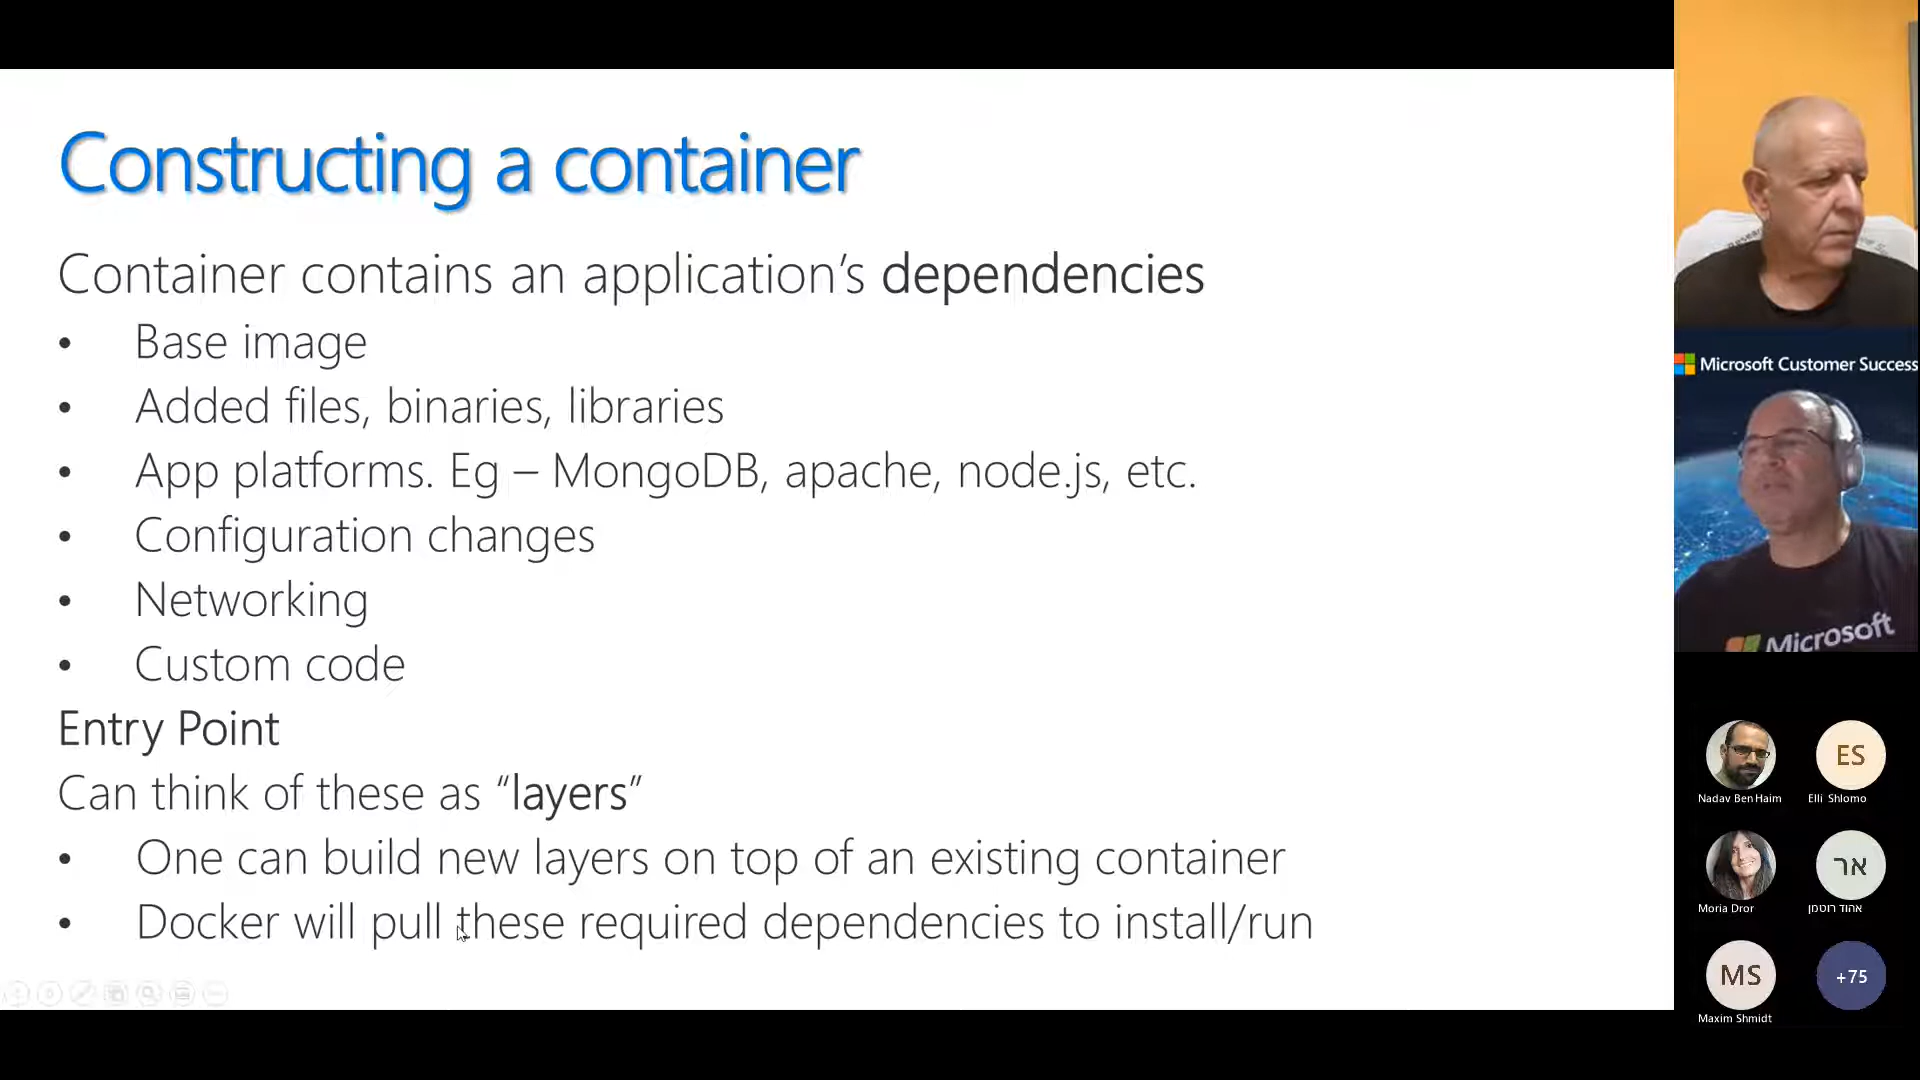 Constructing a container
Container contains an application’s dependencies
• Base image
• Added files, binaries, libraries
• App platforms. Eg – MongoDB, apache, node.js, etc.
• Configuration changes
• Networking
• Custom code
Entry Point
Can think of these as “layers”
• One can build new layers on top of an existing container
• Docker will pull these required dependencies to install/run
Microsoft Customer Success
Microsoft
ES
Nadav Ben Haim
Elli Shlomo
אר
Moria Dror
אהוד רוטמן
MS
+75
Maxim Shmidt